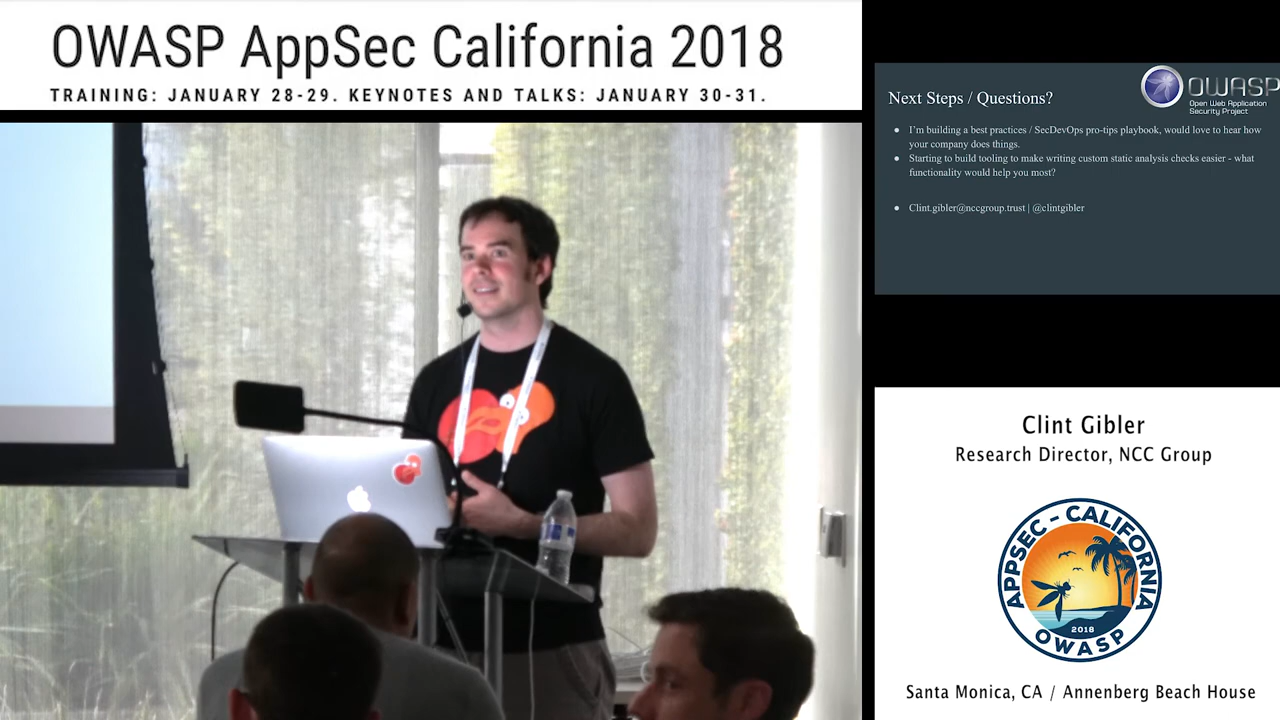 OWASP AppSec California 2018
TRAINING: JANUARY 28-29. KEYNOTES AND TALKS: JANUARY 30-31.
OWASP
Open Web Application
Security Project
Next Steps / Questions?
I'm building a best practices / SecDevOps pro-tips playbook, would love to hear how
your company does things.
Starting to build tooling to make writing custom static analysis checks easier - what
functionality would help you most?
Clint.gibler@nccgroup.trust | @clintgibler
Clint Gibler
Research Director, NCC Group
APPSEC - CALIFORNIA
2018
OWASP
Santa Monica, CA / Annenberg Beach House